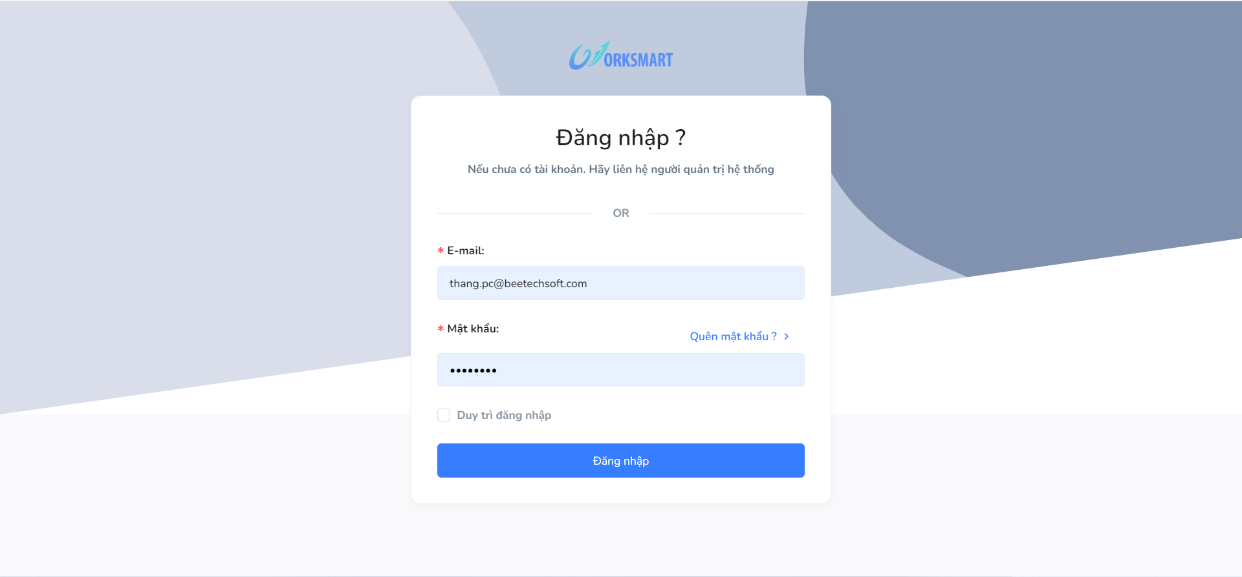 WORKSMART
Đăng nhập ?
Nếu chưa có tài khoản. Hãy liên hệ người quản trị hệ thống
OR
* E-mail:
thang.pc@beetechsoft.com
* Mật khẩu:
Quên mật khẩu ?
••••••••
Duy trì đăng nhập
Đăng nhập